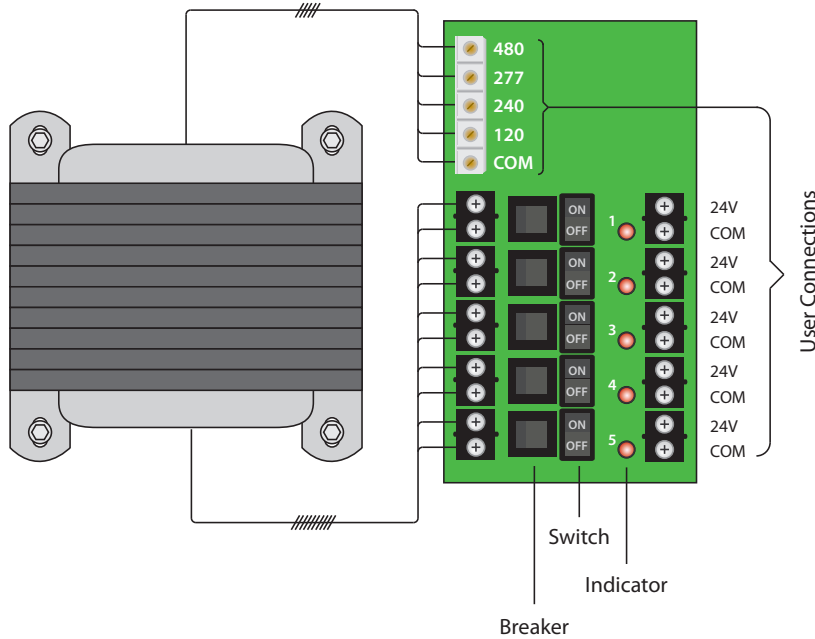 480
277
240
120
COM
ON
OFF
1
24V
COM
ON
OFF
2
24V
COM
ON
OFF
3
24V
COM
ON
OFF
4
24V
COM
ON
OFF
5
24V
COM
User Connections
Switch
Indicator
Breaker